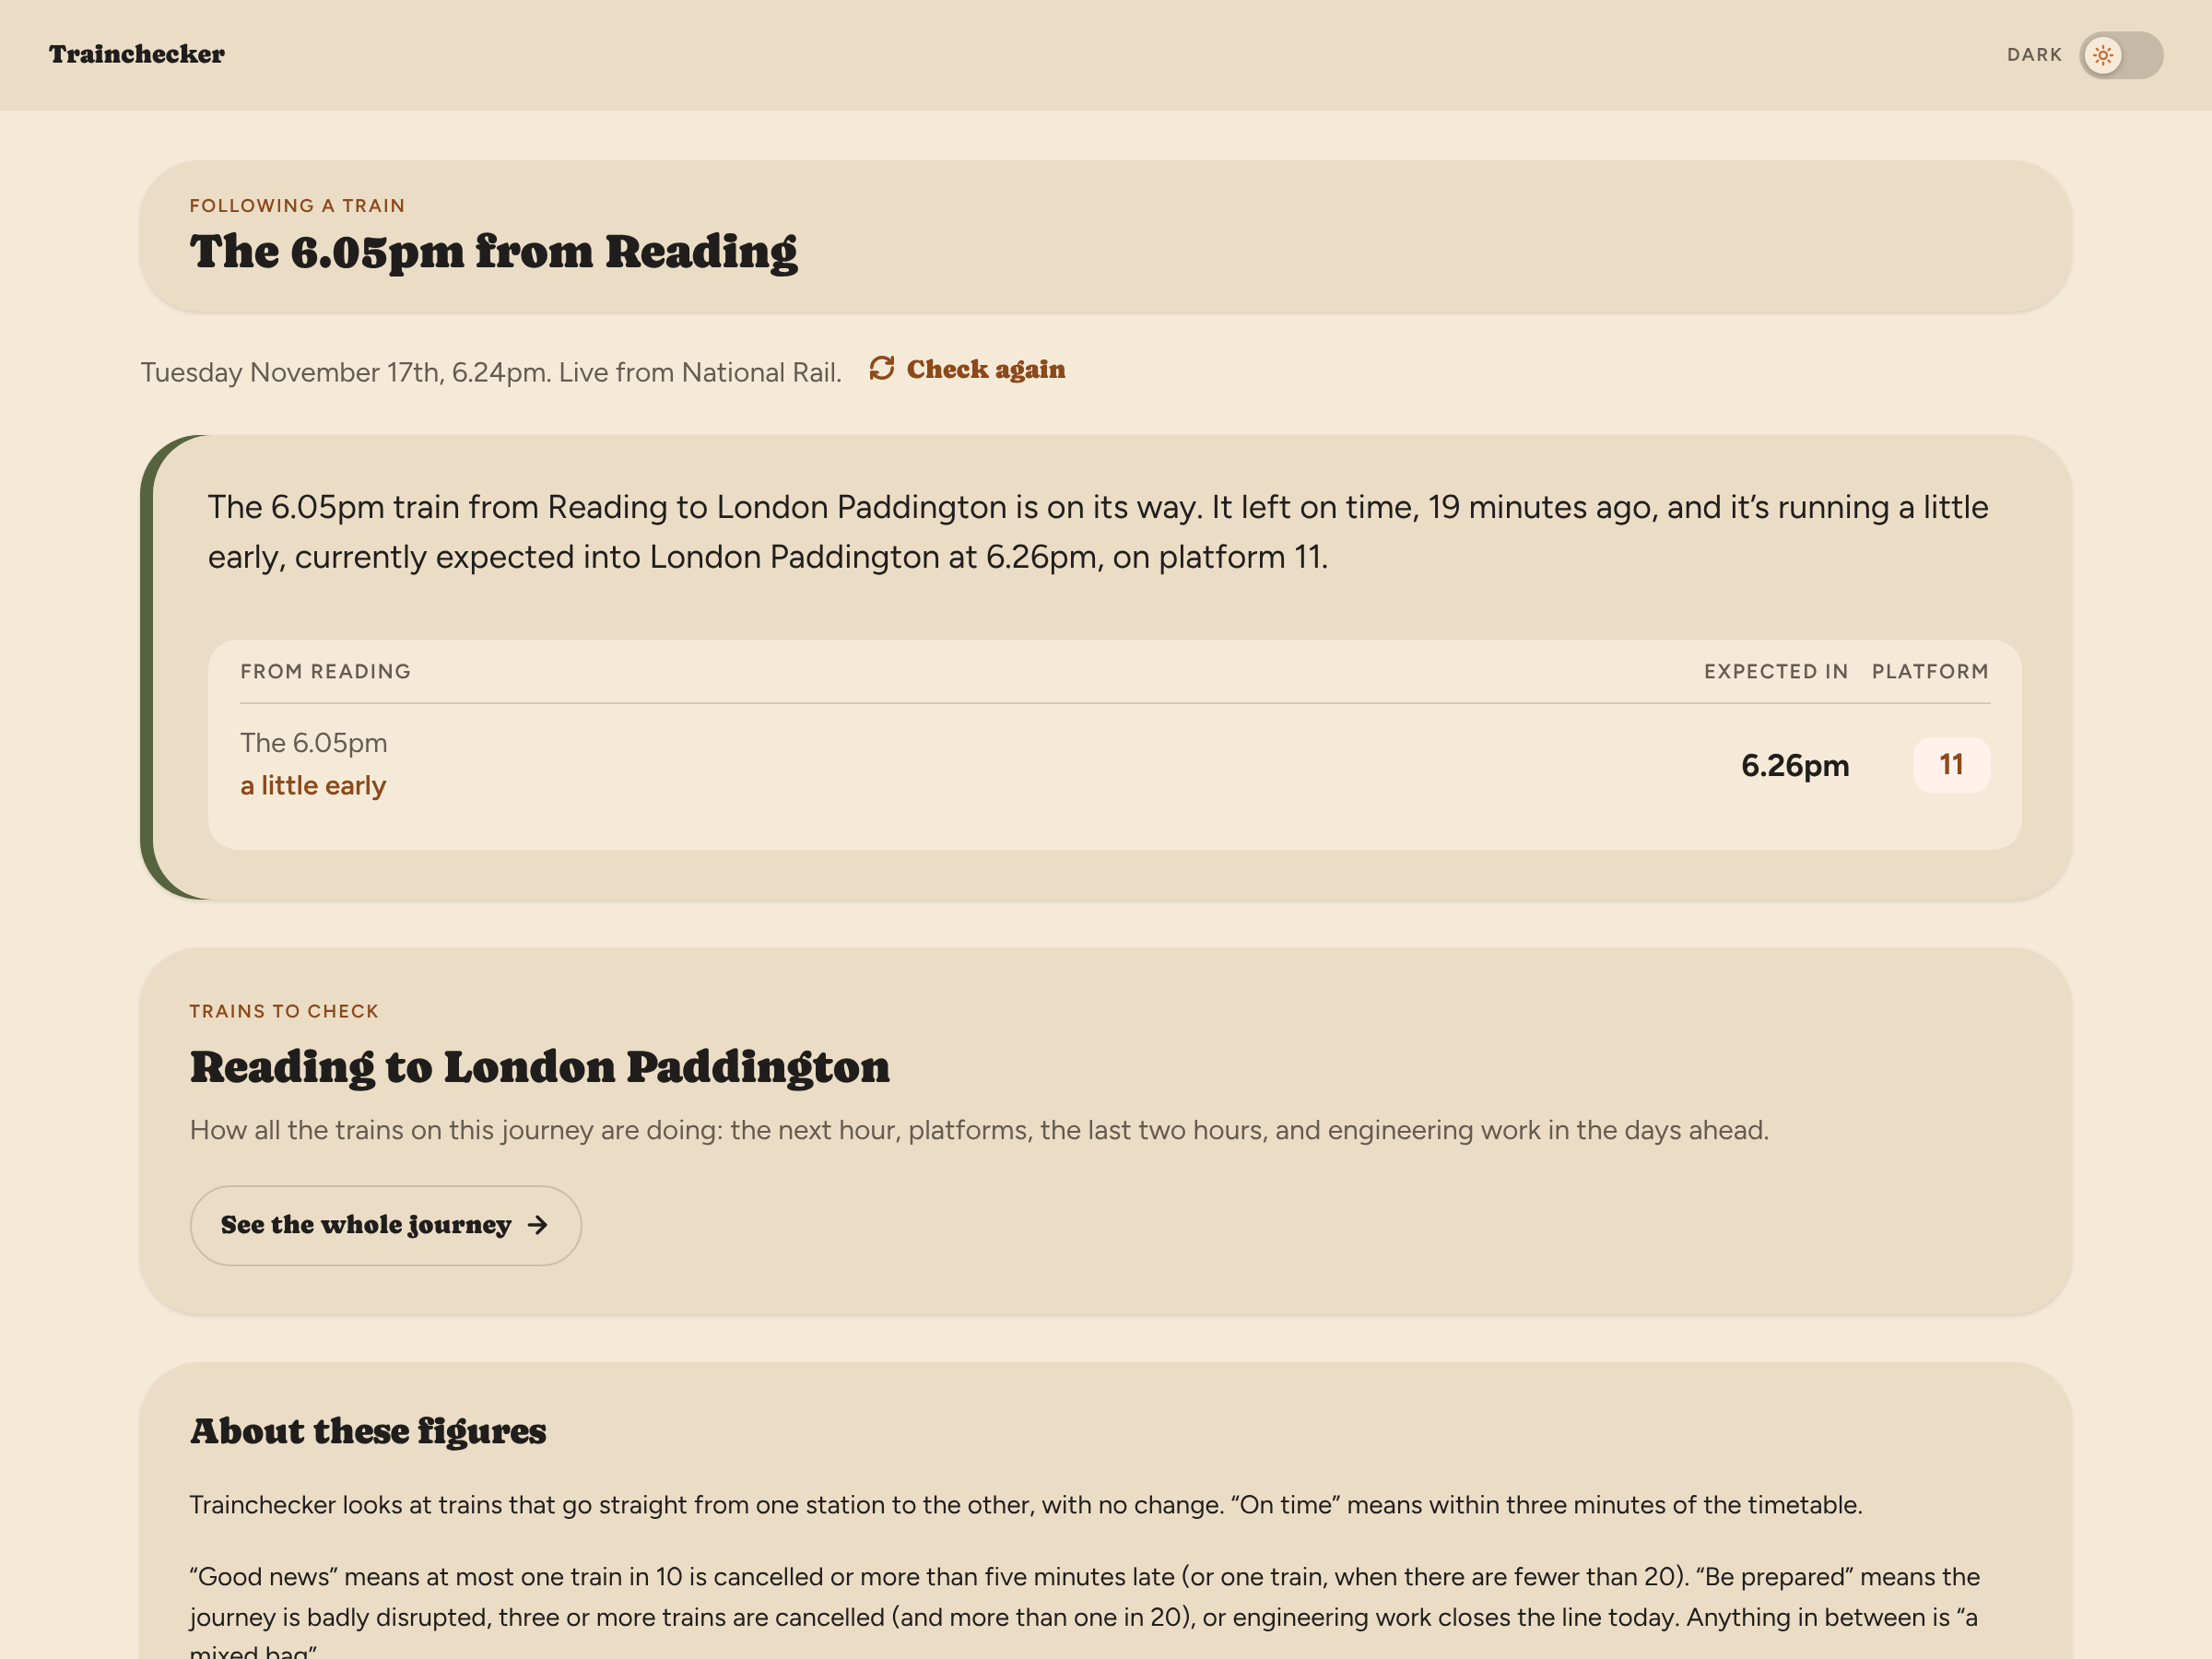 Trainchecker
DARK
FOLLOWING A TRAIN
The 6.05pm from Reading
Tuesday November 17th, 6.24pm. Live from National Rail.
Check again
The 6.05pm train from Reading to London Paddington is on its way. It left on time, 19 minutes ago, and it’s running a little
early, currently expected into London Paddington at 6.26pm, on platform 11.
FROM READING
EXPECTED IN
PLATFORM
The 6.05pm
a little early
6.26pm
11
TRAINS TO CHECK
Reading to London Paddington
How all the trains on this journey are doing: the next hour, platforms, the last two hours, and engineering work in the days ahead.
See the whole journey →
About these figures
Trainchecker looks at trains that go straight from one station to the other, with no change. “On time” means within three minutes of the timetable.
“Good news” means at most one train in 10 is cancelled or more than five minutes late (or one train, when there are fewer than 20). “Be prepared” means the
journey is badly disrupted, three or more trains are cancelled (and more than one in 20), or engineering work closes the line today. Anything in between is “a
mixed bag”